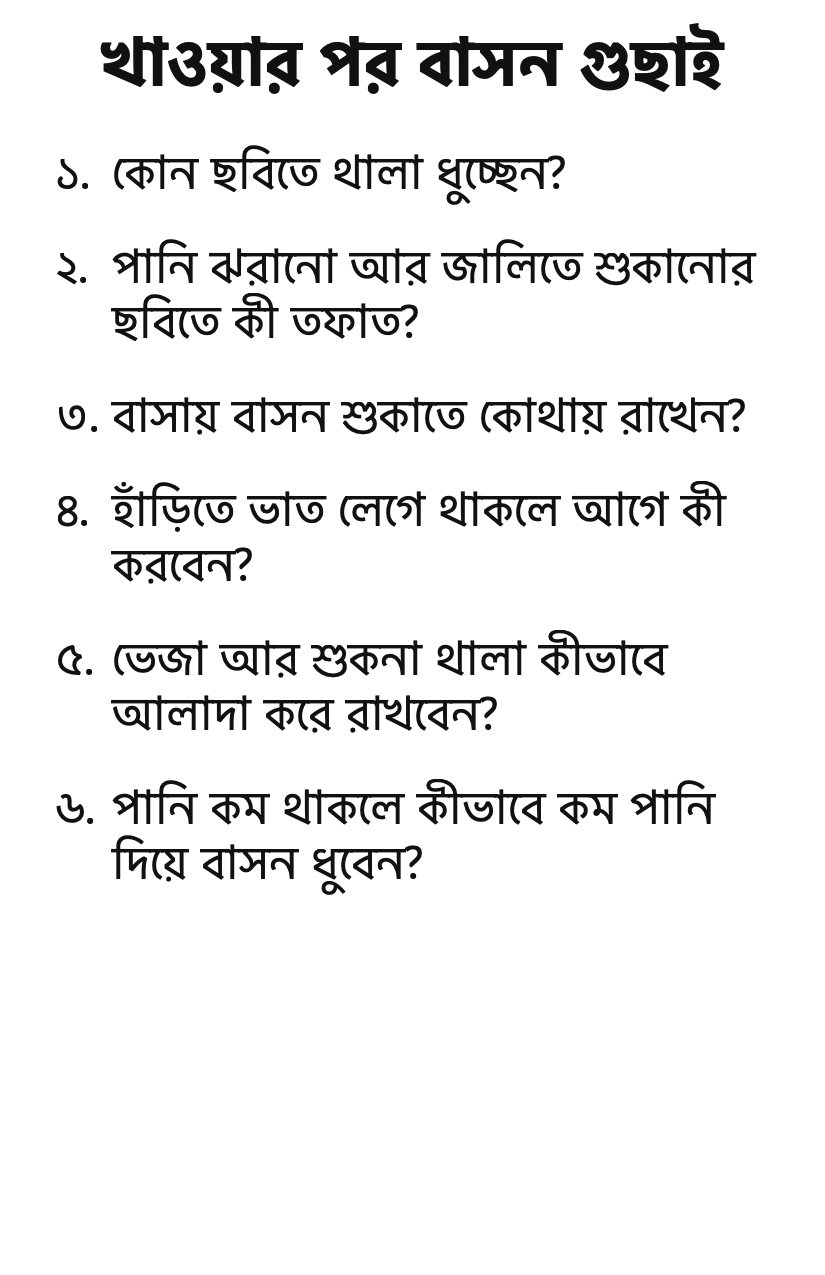 খাওয়ার পর বাসন গুছাই
১. কোন ছবিতে থালা ধুচ্ছেন?
২. পানি ঝরানো আর জালিতে শুকানোর
ছবিতে কী তফাত?
৩. বাসায় বাসন শুকাতে কোথায় রাখেন?
৪. হাঁড়িতে ভাত লেগে থাকলে আগে কী
করবেন?
৫. ভেজা আর শুকনা থালা কীভাবে
আলাদা করে রাখবেন?
৬. পানি কম থাকলে কীভাবে কম পানি
দিয়ে বাসন ধুবেন?